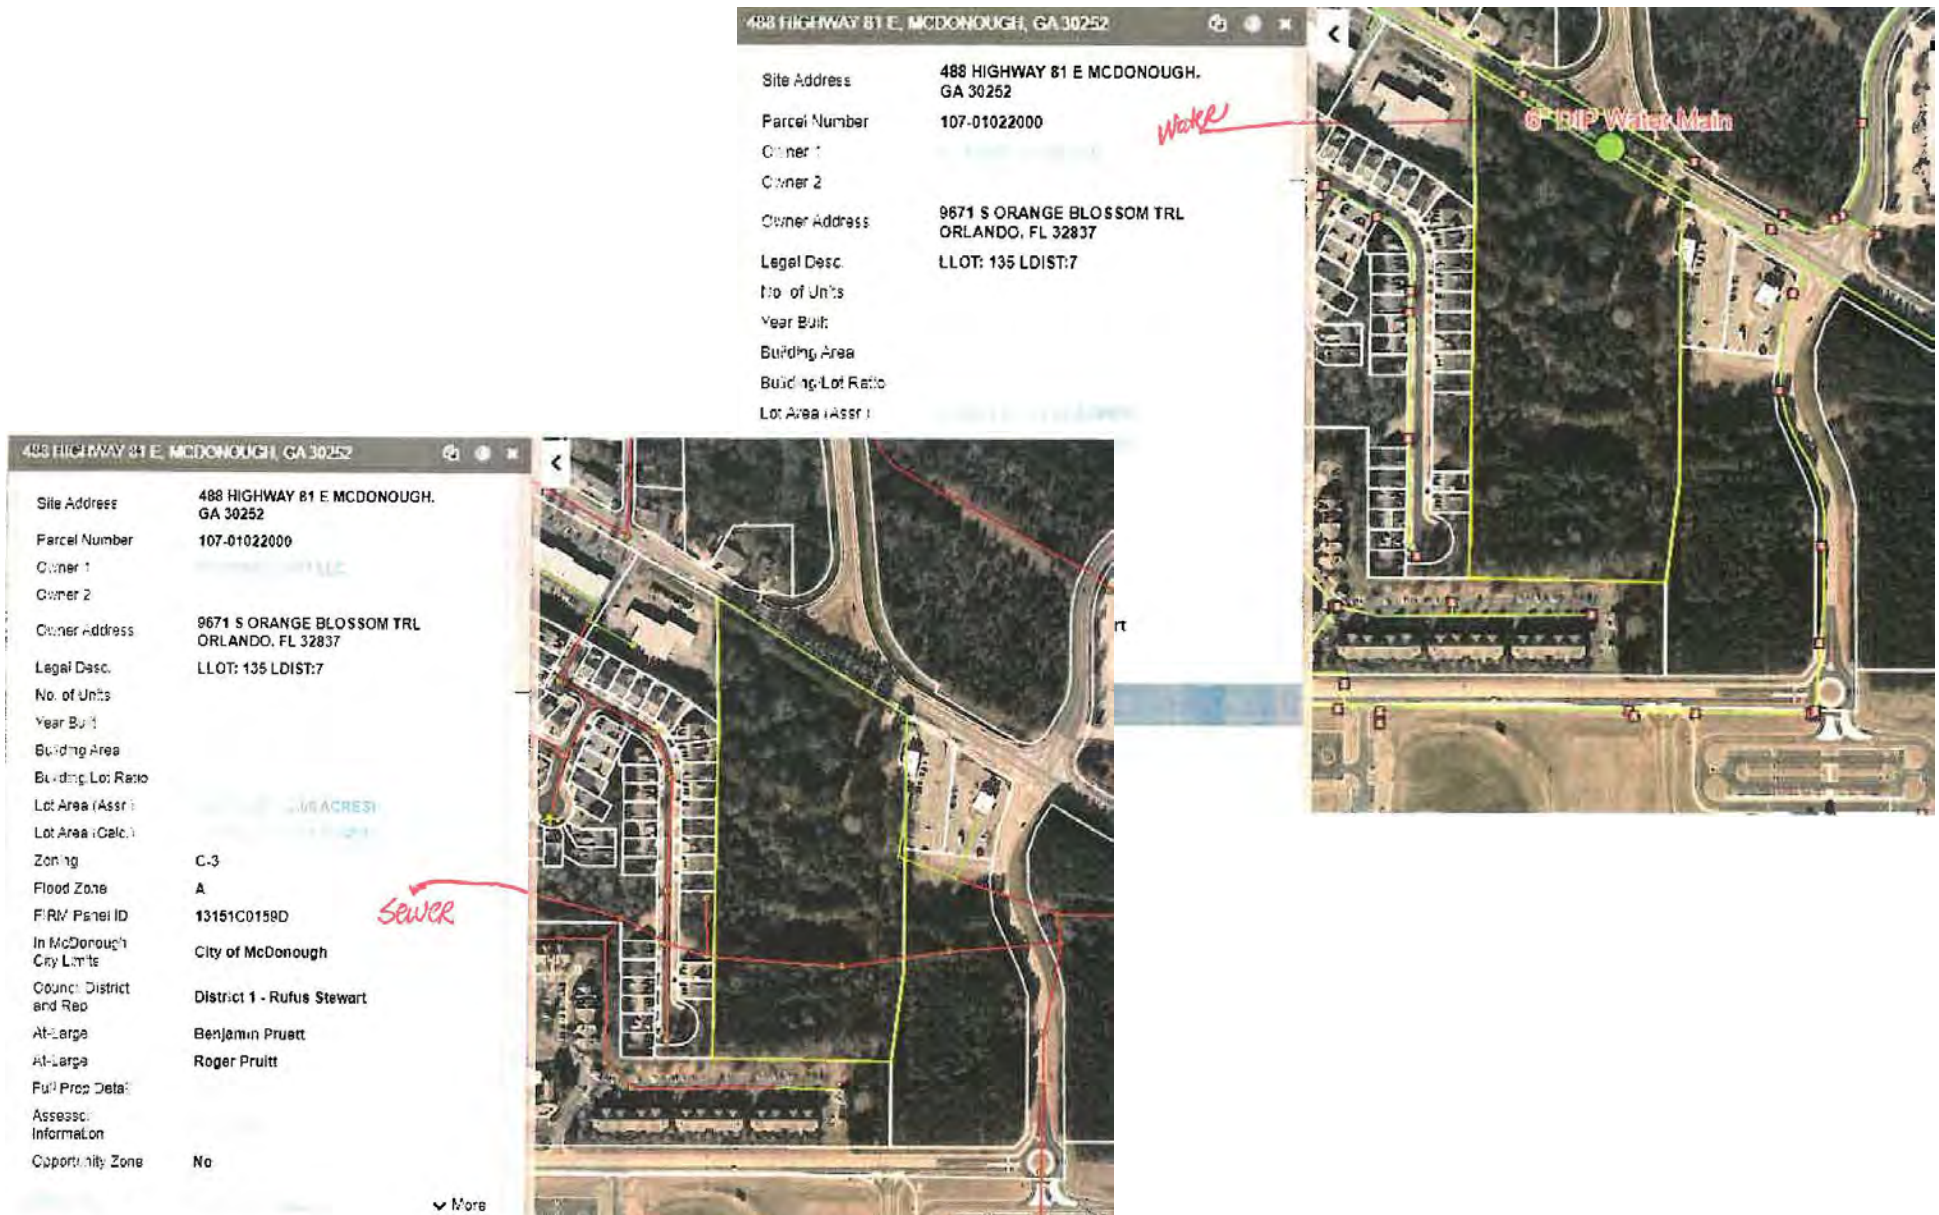 488 HIGHWAY 81 E, MCDONOUGH, GA 30252
Site Address 488 HIGHWAY 81 E MCDONOUGH,
GA 30252
Parcel Number 107-01022000
Owner 1
Owner 2
Owner Address 9671 S ORANGE BLOSSOM TRL
ORLANDO, FL 32837
Legal Desc. LLOT: 135 LDIST:7
No. of Units
Year Built
Building Area
Building/Lot Ratio
Lot Area (Assr.)
Water
6" DIP Water Main
rt
488 HIGHWAY 81 E, MCDONOUGH, GA 30252
Site Address 488 HIGHWAY 81 E MCDONOUGH,
GA 30252
Parcel Number 107-01022000
Owner 1
Owner 2
Owner Address 9671 S ORANGE BLOSSOM TRL
ORLANDO, FL 32837
Legal Desc. LLOT: 135 LDIST:7
No. of Units
Year Built
Building Area
Building/Lot Ratio
Lot Area (Assr.) ACRES)
Lot Area (Calc.)
Zoning C-3
Flood Zone A
FIRM Panel ID 13151C0159D
In McDonough
City Limits City of McDonough
Council District
and Rep District 1 - Rufus Stewart
At-Large Benjamin Pruett
At-Large Roger Pruitt
Full Prop Detail
Assessor
Information
Opportunity Zone No
More
Sewer